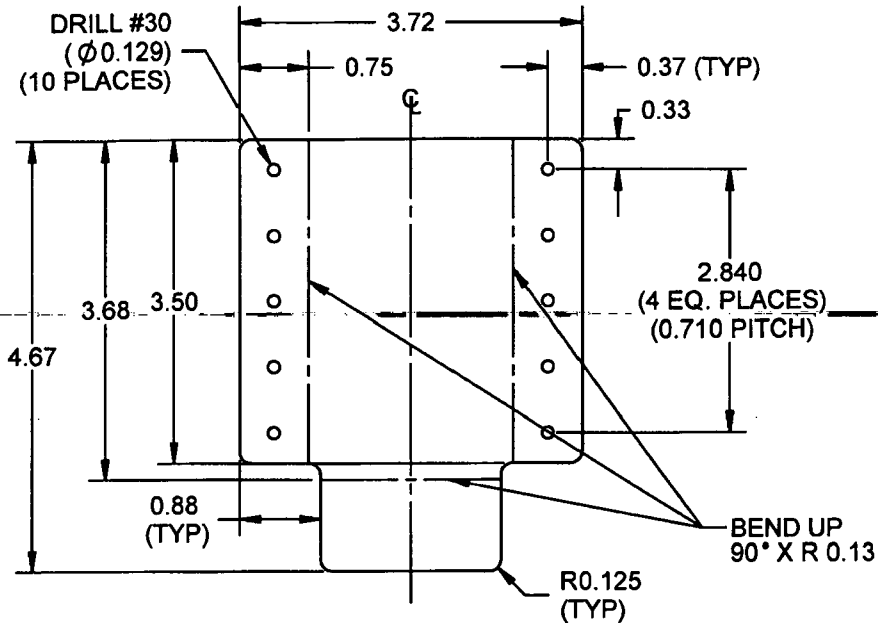 DRILL #30
(Ø0.129)
(10 PLACES)
3.72
0.75
0.37 (TYP)
℄
0.33
2.840
(4 EQ. PLACES)
(0.710 PITCH)
3.68
3.50
4.67
0.88
(TYP)
BEND UP
90° X R 0.13
R0.125
(TYP)